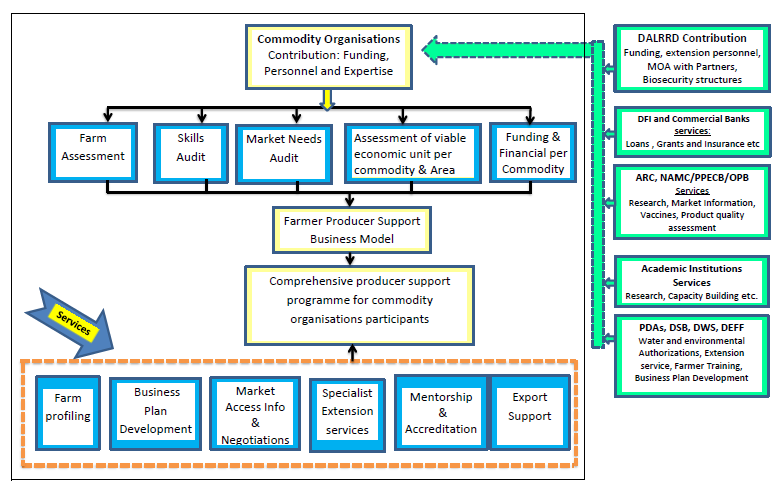 Commodity Organisations
Contribution: Funding,
Personnel and Expertise
Farm
Assessment
Skills
Audit
Market Needs
Audit
Assessment of viable
economic unit per
commodity & Area
Funding &
Financial per
Commodity
Farmer Producer Support
Business Model
Comprehensive producer support
programme for commodity
organisations participants
Services
Farm
profiling
Business
Plan
Development
Market
Access Info
&
Negotiations
Specialist
Extension
services
Mentorship
&
Accreditation
Export
Support
DALRRD Contribution
Funding, extension personnel,
MOA with Partners,
Biosecurity structures
DFI and Commercial Banks
services:
Loans , Grants and Insurance etc
ARC, NAMC/PPECB/OPB
Services
Research, Market Information,
Vaccines, Product quality
assessment
Academic Institutions
Services
Research, Capacity Building etc.
PDAs, DSB, DWS, DEFF
Water and environmental
Authorizations, Extension
service, Farmer Training,
Business Plan Development